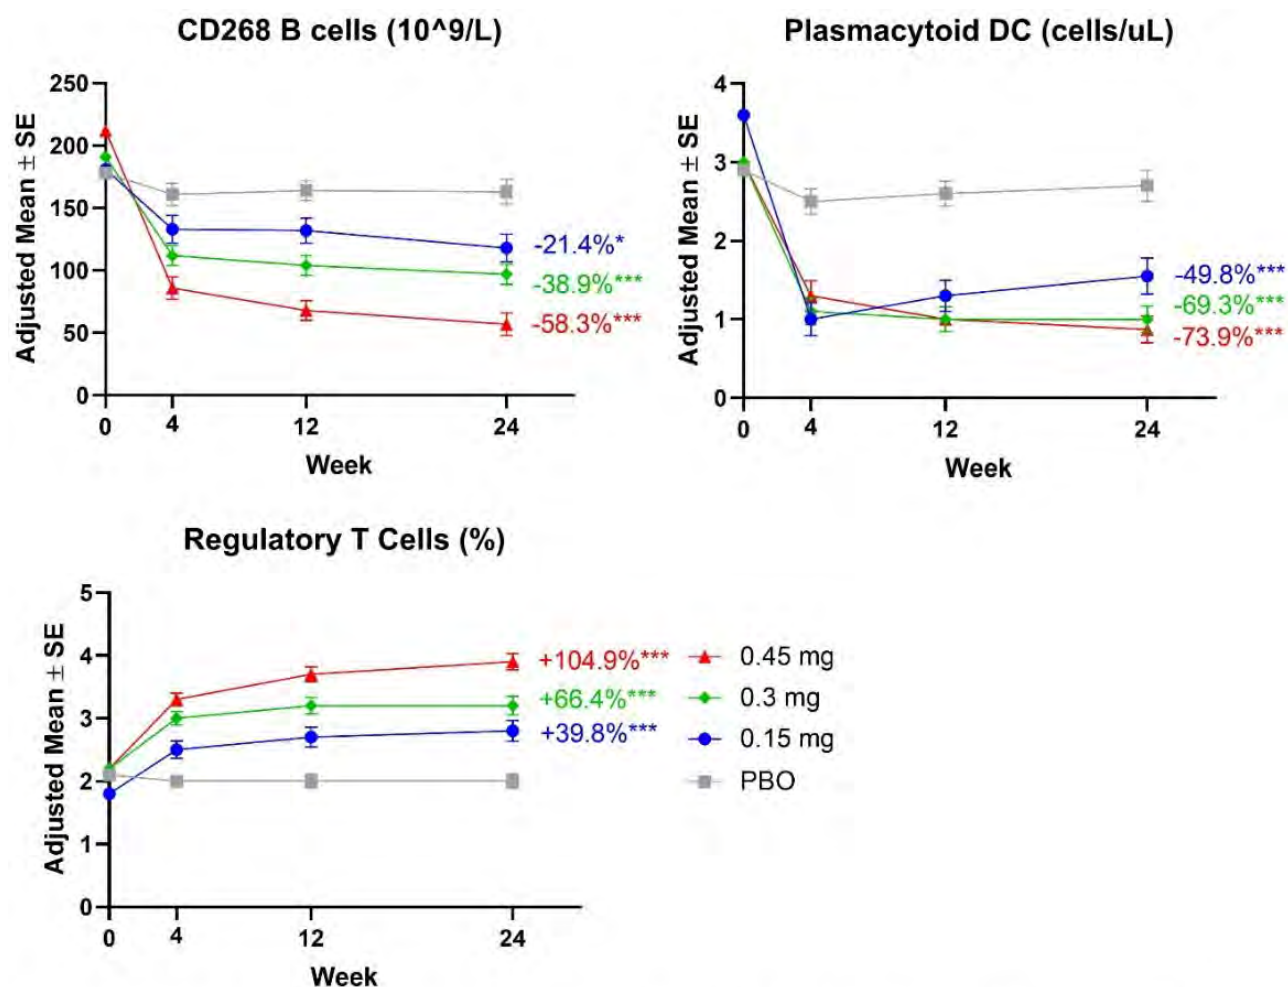 CD268 B cells (10^9/L)
Adjusted Mean ± SE
250
200
150
100
50
0
0
4
12
24
Week
-21.4%*
-38.9%***
-58.3%***
Plasmacytoid DC (cells/uL)
Adjusted Mean ± SE
4
3
2
1
0
0
4
12
24
Week
-49.8%***
-69.3%***
-73.9%***
Regulatory T Cells (%)
Adjusted Mean ± SE
5
4
3
2
1
0
0
4
12
24
Week
+104.9%***
+66.4%***
+39.8%***
0.45 mg
0.3 mg
0.15 mg
PBO